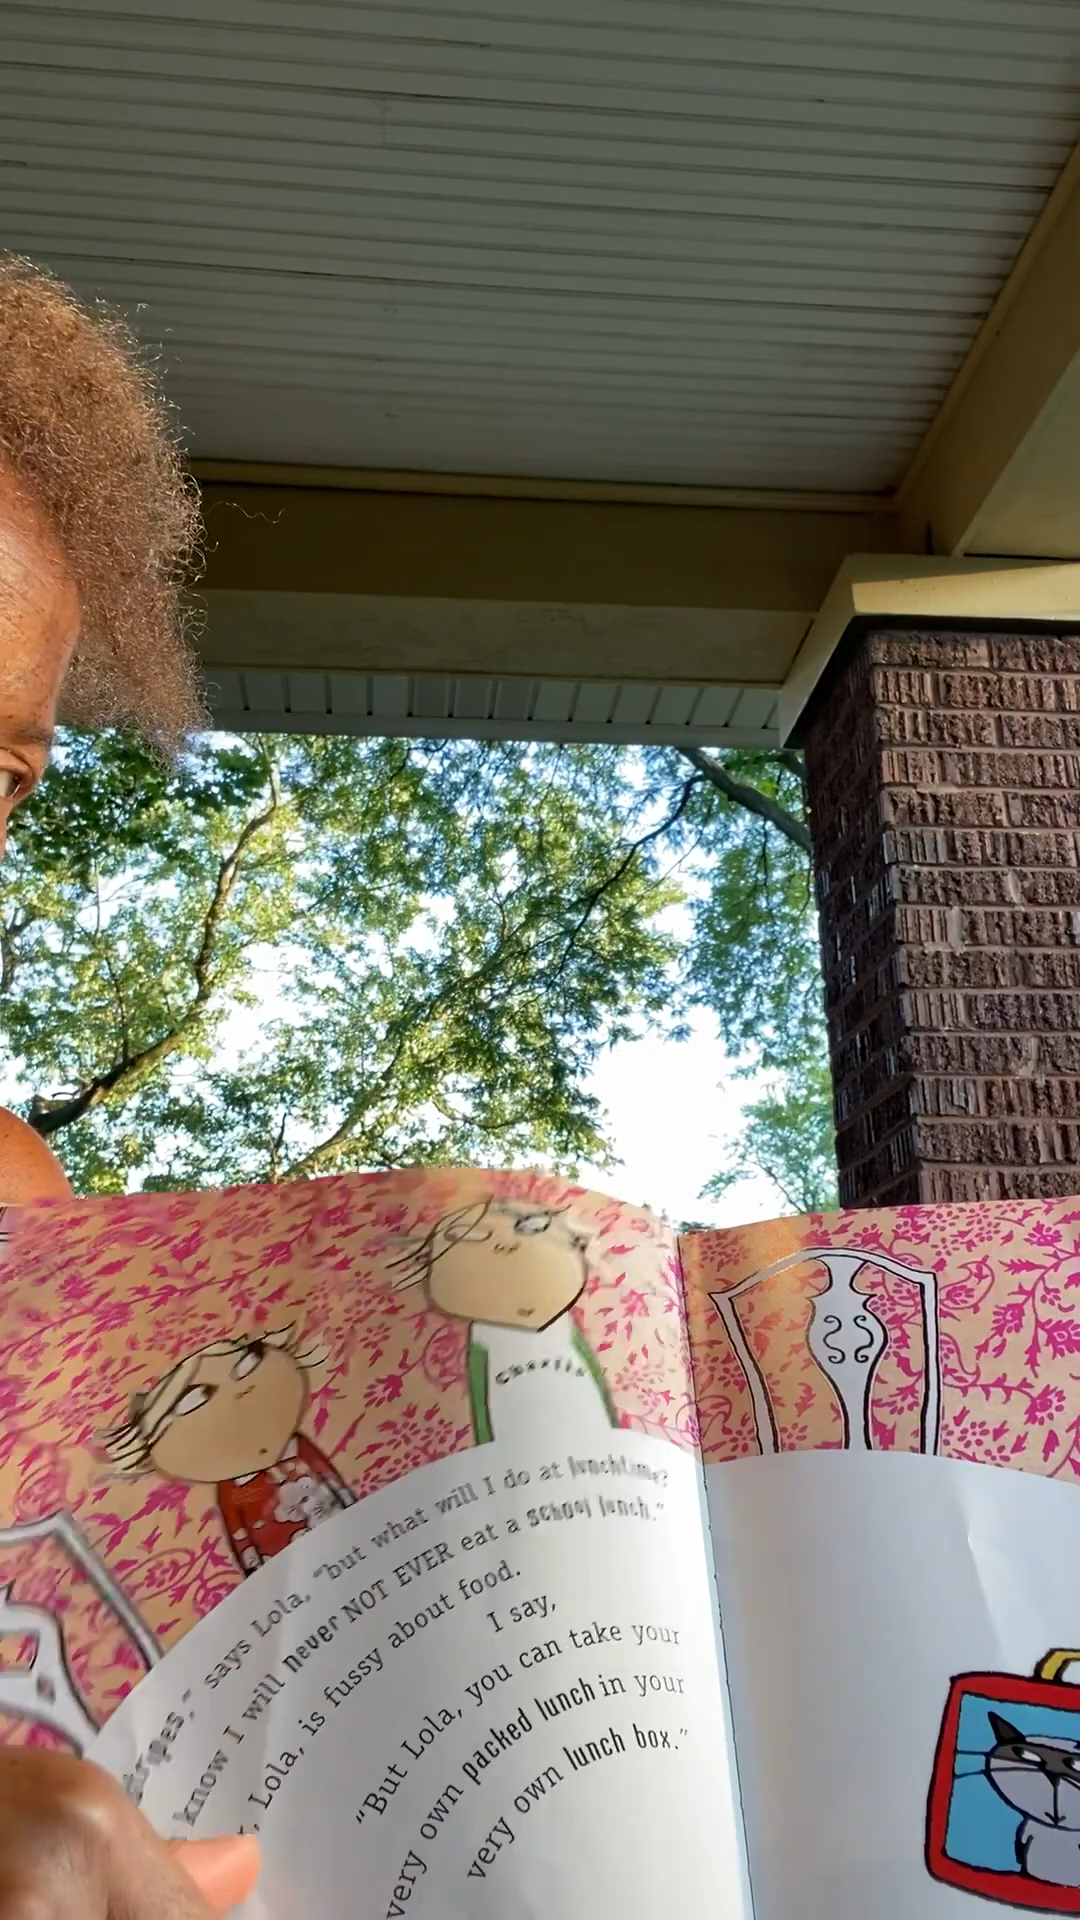 Charlie
stripes," says Lola, "but what will I do at lunchtime?
know I will never NOT EVER eat a school lunch."
Lola, is fussy about food.
I say,
"But Lola, you can take your
very own packed lunch in your
very own lunch box."